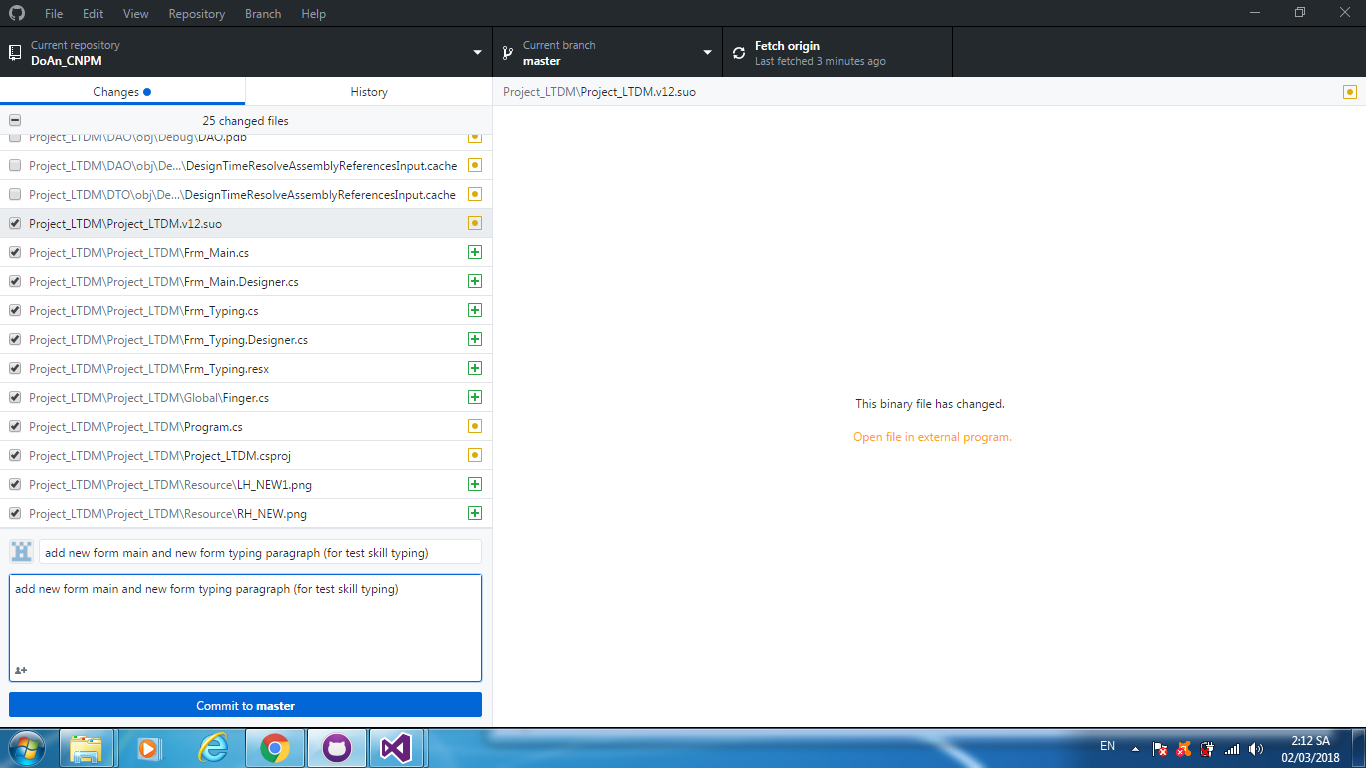 File Edit View Repository Branch Help
Current repository
DoAn_CNPM
Current branch
master
Fetch origin
Last fetched 3 minutes ago
Changes
History
Project_LTDM\Project_LTDM.v12.suo
25 changed files
Project_LTDM\DAO\obj\Debug\DAO.pdb
Project_LTDM\DAO\obj\De...\DesignTimeResolveAssemblyReferencesInput.cache
Project_LTDM\DTO\obj\De...\DesignTimeResolveAssemblyReferencesInput.cache
Project_LTDM\Project_LTDM.v12.suo
Project_LTDM\Project_LTDM\Frm_Main.cs
Project_LTDM\Project_LTDM\Frm_Main.Designer.cs
Project_LTDM\Project_LTDM\Frm_Typing.cs
Project_LTDM\Project_LTDM\Frm_Typing.Designer.cs
Project_LTDM\Project_LTDM\Frm_Typing.resx
Project_LTDM\Project_LTDM\Global\Finger.cs
Project_LTDM\Project_LTDM\Program.cs
Project_LTDM\Project_LTDM\Project_LTDM.csproj
Project_LTDM\Project_LTDM\Resource\LH_NEW1.png
Project_LTDM\Project_LTDM\Resource\RH_NEW.png
This binary file has changed.
Open file in external program.
add new form main and new form typing paragraph (for test skill typing)
add new form main and new form typing paragraph (for test skill typing)
Commit to master
EN
2:12 SA
02/03/2018